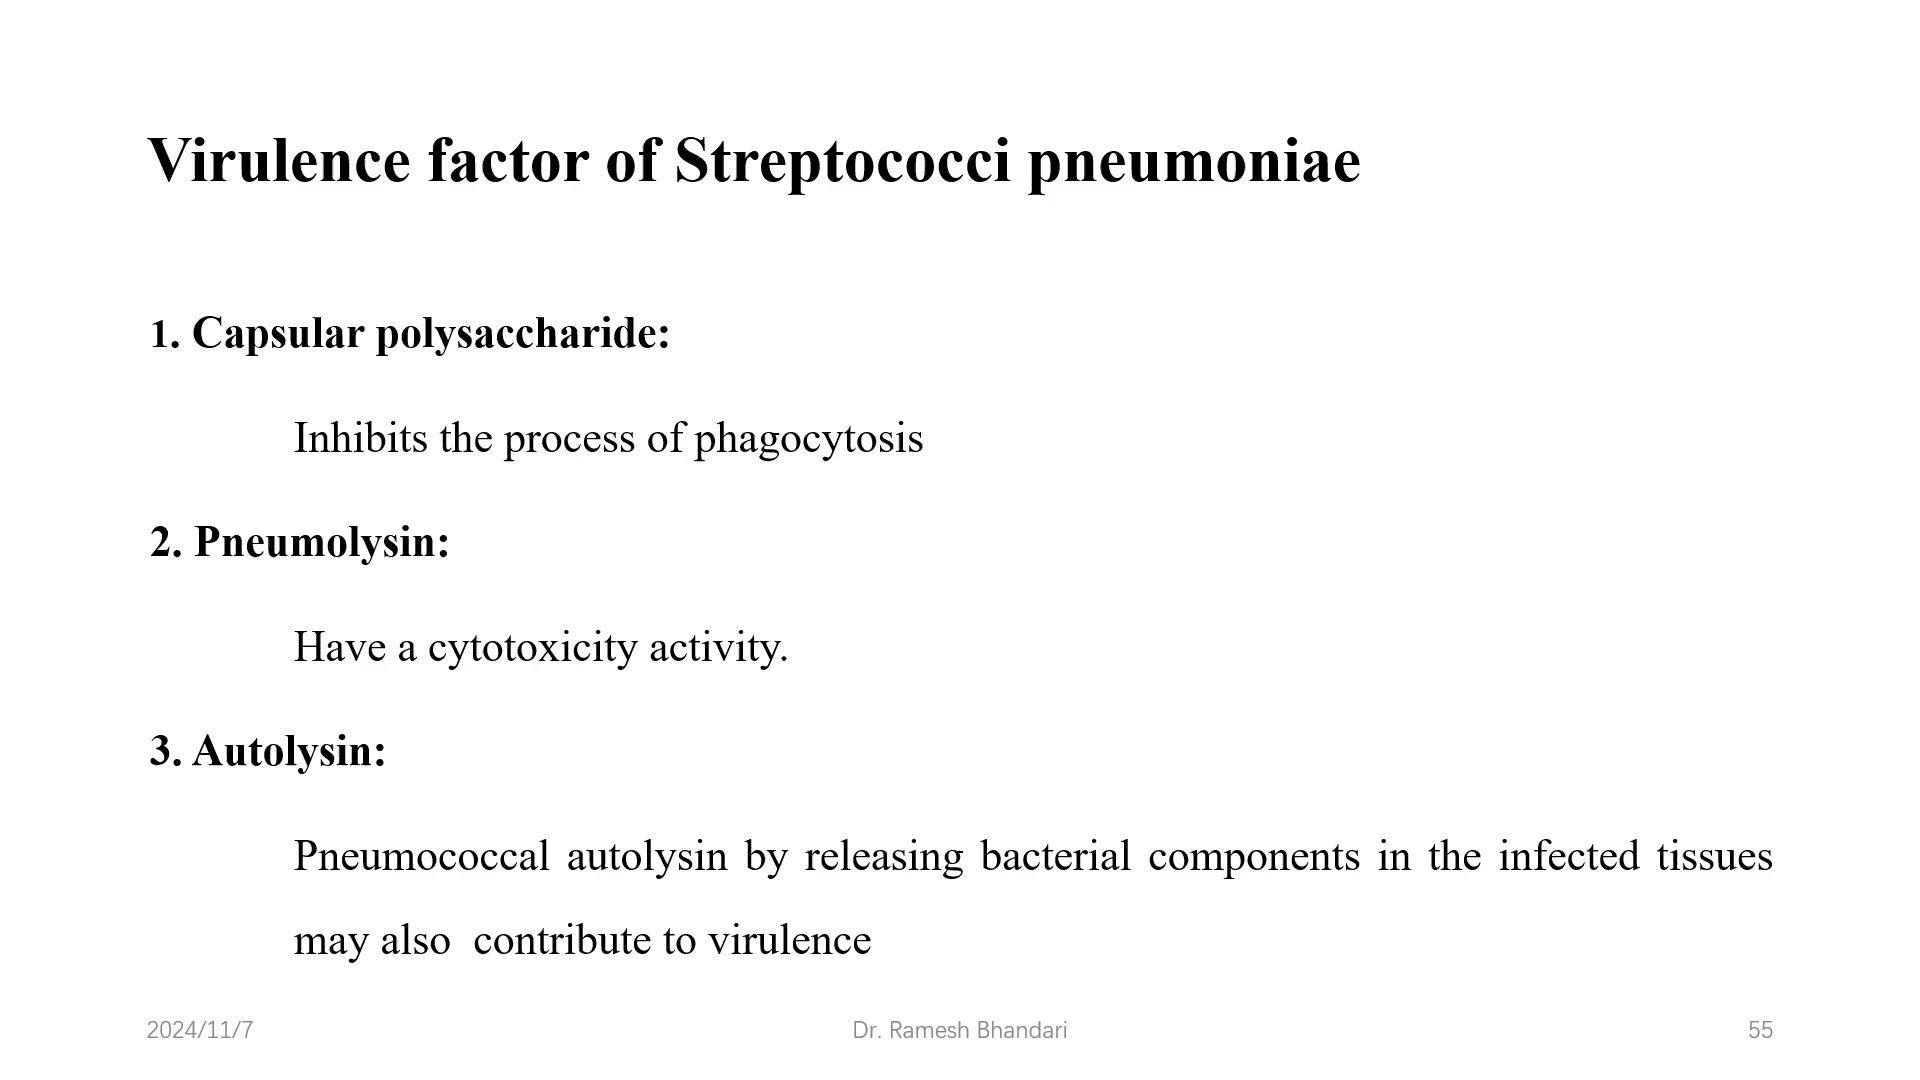 Virulence factor of Streptococci pneumoniae
1. Capsular polysaccharide:
Inhibits the process of phagocytosis
2. Pneumolysin:
Have a cytotoxicity activity.
3. Autolysin:
Pneumococcal autolysin by releasing bacterial components in the infected tissues
may also  contribute to virulence
2024/11/7 Dr. Ramesh Bhandari 55